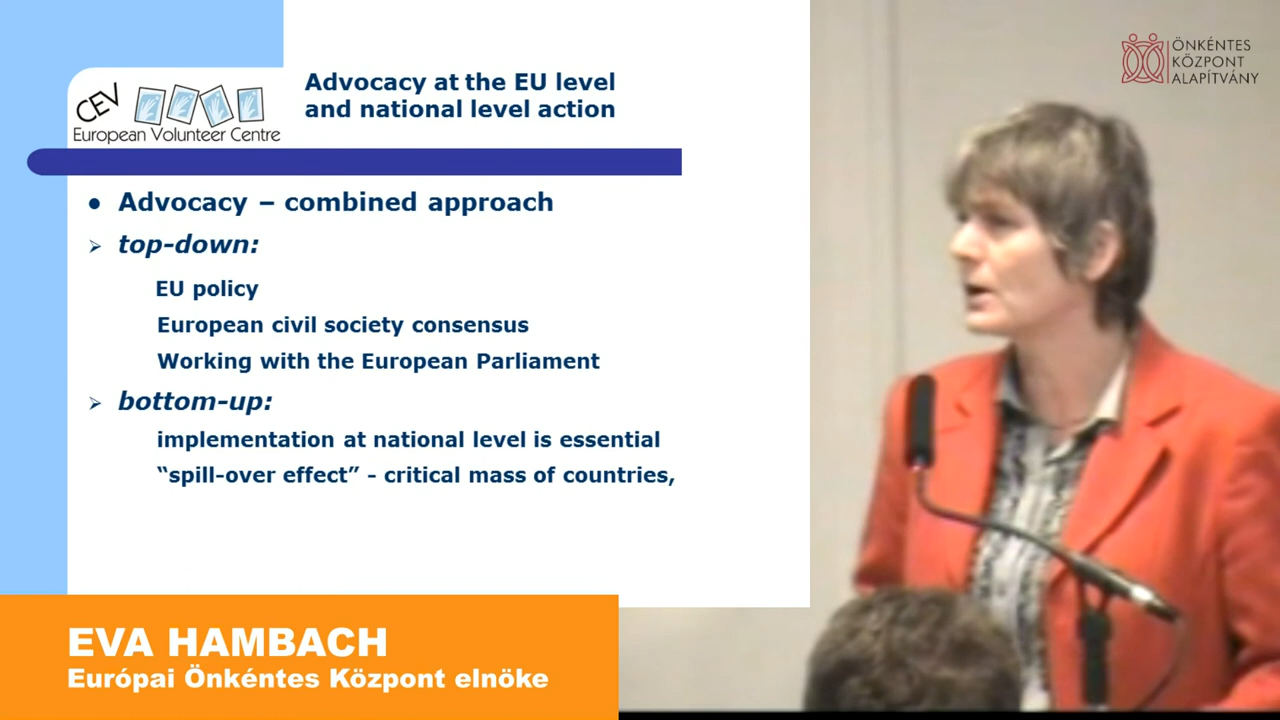 CEV
European Volunteer Centre
Advocacy at the EU level
and national level action
● Advocacy – combined approach
➢ top-down:
EU policy
European civil society consensus
Working with the European Parliament
➢ bottom-up:
implementation at national level is essential
“spill-over effect” - critical mass of countries,
ÖNKÉNTES
KÖZPONT
ALAPÍTVÁNY
EVA HAMBACH
Európai Önkéntes Központ elnöke